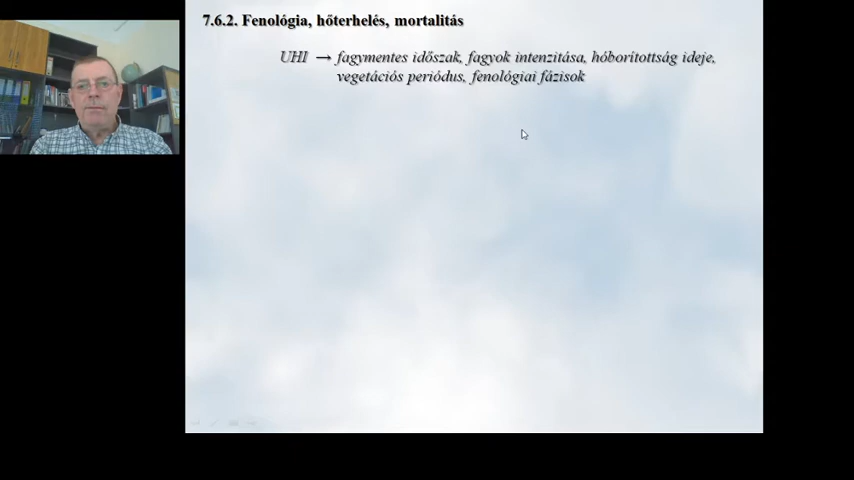 7.6.2. Fenológia, hőterhelés, mortalitás
UHI → fagymentes időszak, fagyok intenzitása, hóborítottság ideje,
vegetációs periódus, fenológiai fázisok